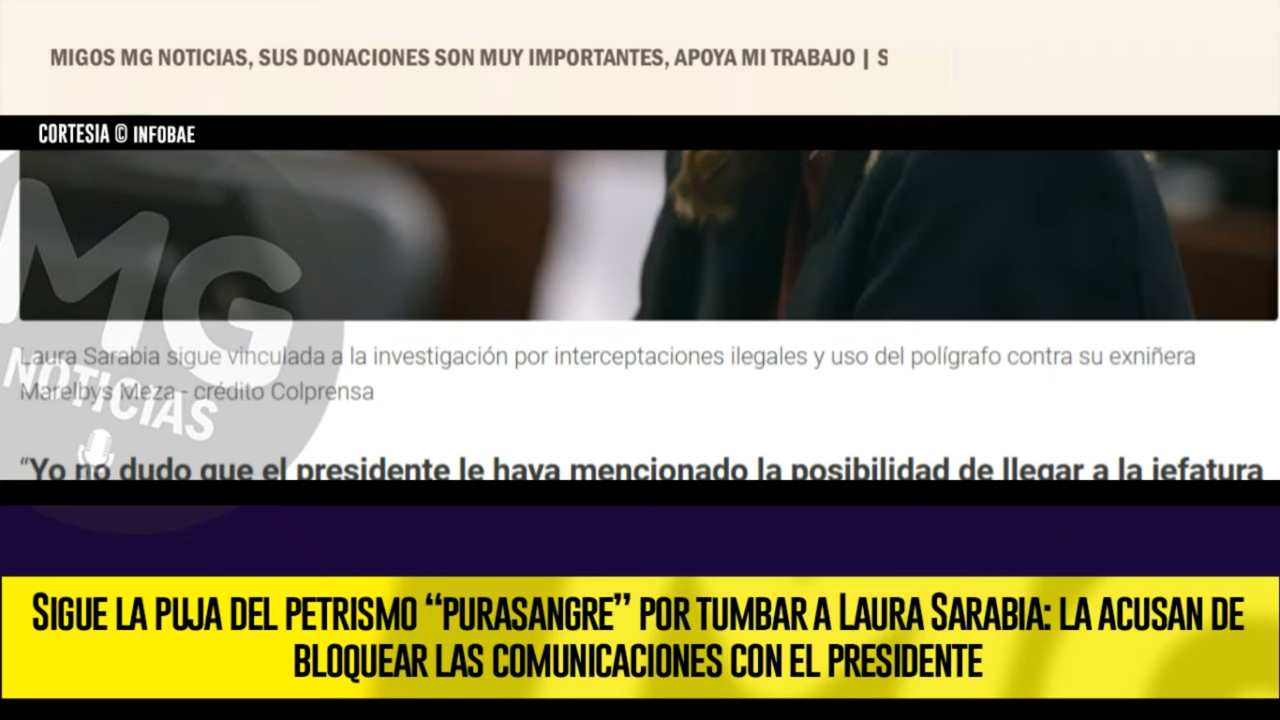 MIGOS MG NOTICIAS, SUS DONACIONES SON MUY IMPORTANTES, APOYA MI TRABAJO | S
CORTESIA © INFOBAE
MG
NOTICIAS
Laura Sarabia sigue vinculada a la investigación por interceptaciones ilegales y uso del polígrafo contra su exniñera
Marelbys Meza - crédito Colprensa
“Yo no dudo que el presidente le haya mencionado la posibilidad de llegar a la jefatura
SIGUE LA PUJA DEL PETRISMO “PURASANGRE” POR TUMBAR A LAURA SARABIA: LA ACUSAN DE
BLOQUEAR LAS COMUNICACIONES CON EL PRESIDENTE